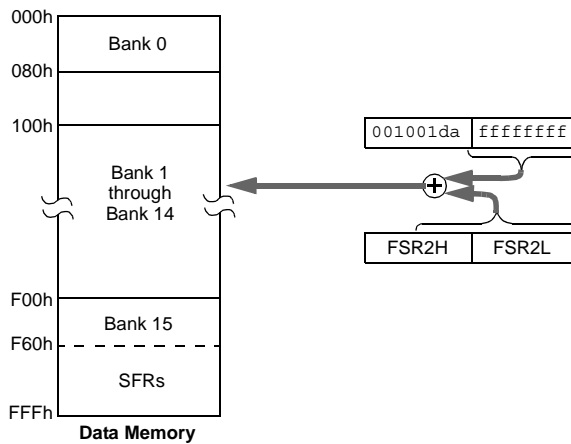 000h
Bank 0
080h
100h
001001da ffffffff
Bank 1
through
Bank 14
FSR2H FSR2L
F00h
Bank 15
F60h
SFRs
FFFh
Data Memory